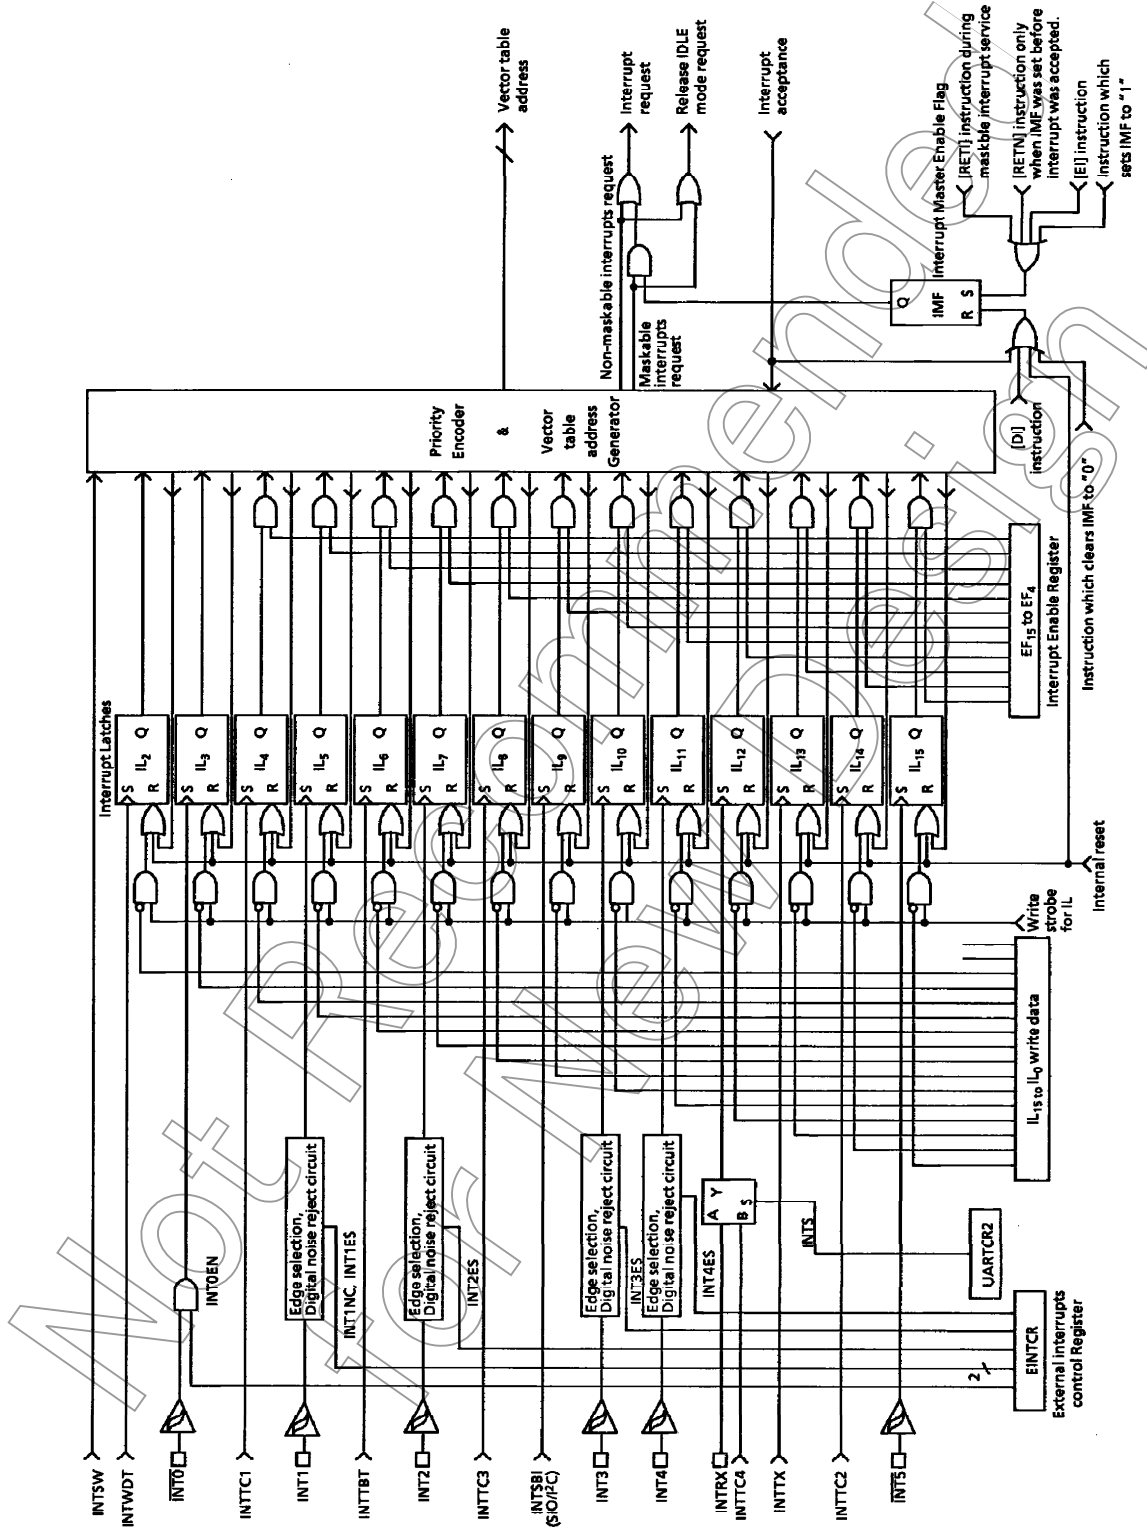 INTSW
INTWDT
INT0
INTTC1
INT1
INTTBT
INT2
INTTC3
INTSBI
(SIO/I²C)
INT3
INT4
INTRX
INTTC4
INTTX
INTTC2
INT5
INT0EN
Edge selection,
Digital noise reject circuit
INT1NC, INT1ES
Edge selection,
Digital noise reject circuit
INT2ES
Edge selection,
Digital noise reject circuit
INT3ES
Edge selection,
Digital noise reject circuit
INT4ES
A Y
B S
INTS
UARTCR2
2
EINTCR
External interrupts
control Register
IL15 to IL0 write data
Write
strobe
for IL
Internal reset
Interrupt Latches
S IL2 Q
R
S IL3 Q
R
S IL4 Q
R
S IL5 Q
R
S IL6 Q
R
S IL7 Q
R
S IL8 Q
R
S IL9 Q
R
S IL10 Q
R
S IL11 Q
R
S IL12 Q
R
S IL13 Q
R
S IL14 Q
R
S IL15 Q
R
EF15 to EF4
Interrupt Enable Register
Instruction which clears IMF to "0"
[DI]
instruction
Priority
Encoder
&
Vector
table
address
Generator
Non-maskable interrupts request
Maskable
interrupts
request
Q
IMF
R S
Interrupt Master Enable Flag
Vector table
address
Interrupt
request
Release IDLE
mode request
Interrupt
acceptance
[RETI] instruction during
maskble interrupt service
[RETN] instruction only
when IMF was set before
interrupt was accepted.
[EI] instruction
Instruction which
sets IMF to "1"
Not Recommended
for New Design